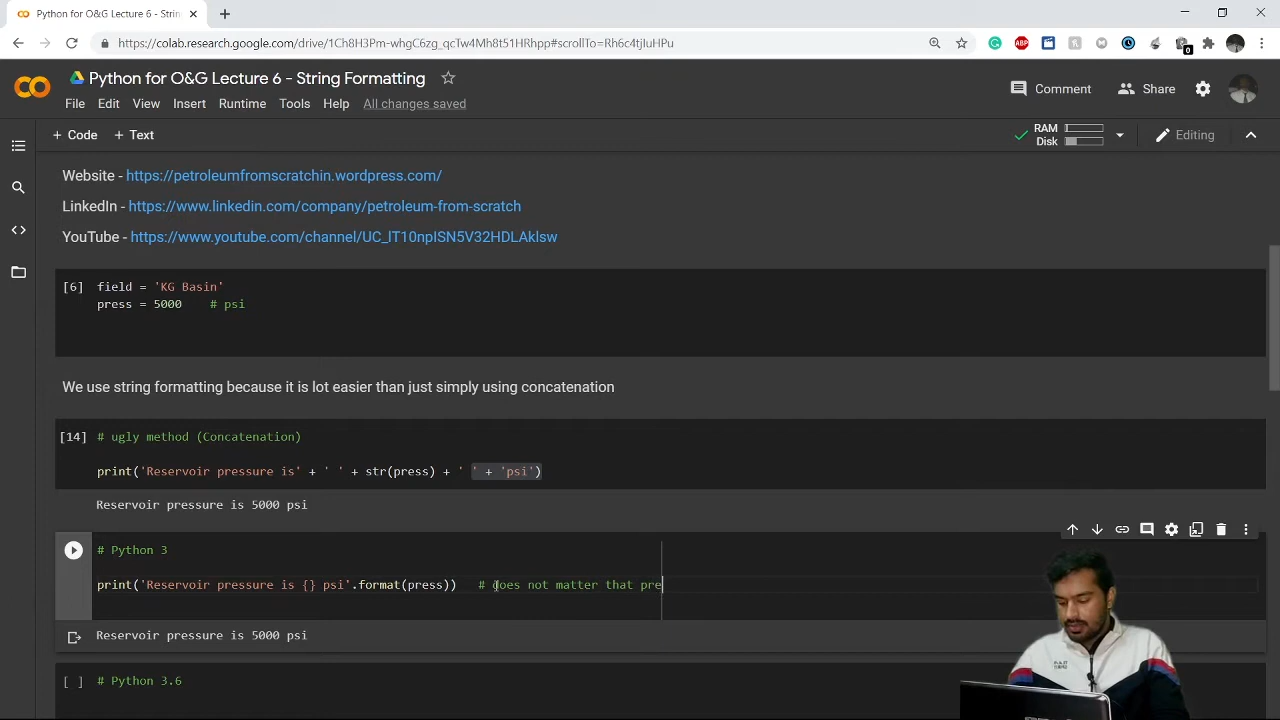 Python for O&G Lecture 6 - Strin
https://colab.research.google.com/drive/1Ch8H3Pm-whgC6zg_qcTw4Mh8t51HRhpp#scrollTo=Rh6c4tjIuHPu
Python for O&G Lecture 6 - String Formatting
Comment
Share
File Edit View Insert Runtime Tools Help All changes saved
+ Code + Text
RAM
Disk
Editing
Website - https://petroleumfromscratchin.wordpress.com/
LinkedIn - https://www.linkedin.com/company/petroleum-from-scratch
YouTube - https://www.youtube.com/channel/UC_lT10npISN5V32HDLAklsw
[6] field = 'KG Basin'
press = 5000 # psi
We use string formatting because it is lot easier than just simply using concatenation
[14] # ugly method (Concatenation)
print('Reservoir pressure is' + ' ' + str(press) + ' ' + 'psi')
Reservoir pressure is 5000 psi
# Python 3
print('Reservoir pressure is {} psi'.format(press)) # does not matter that pre
Reservoir pressure is 5000 psi
[ ] # Python 3.6